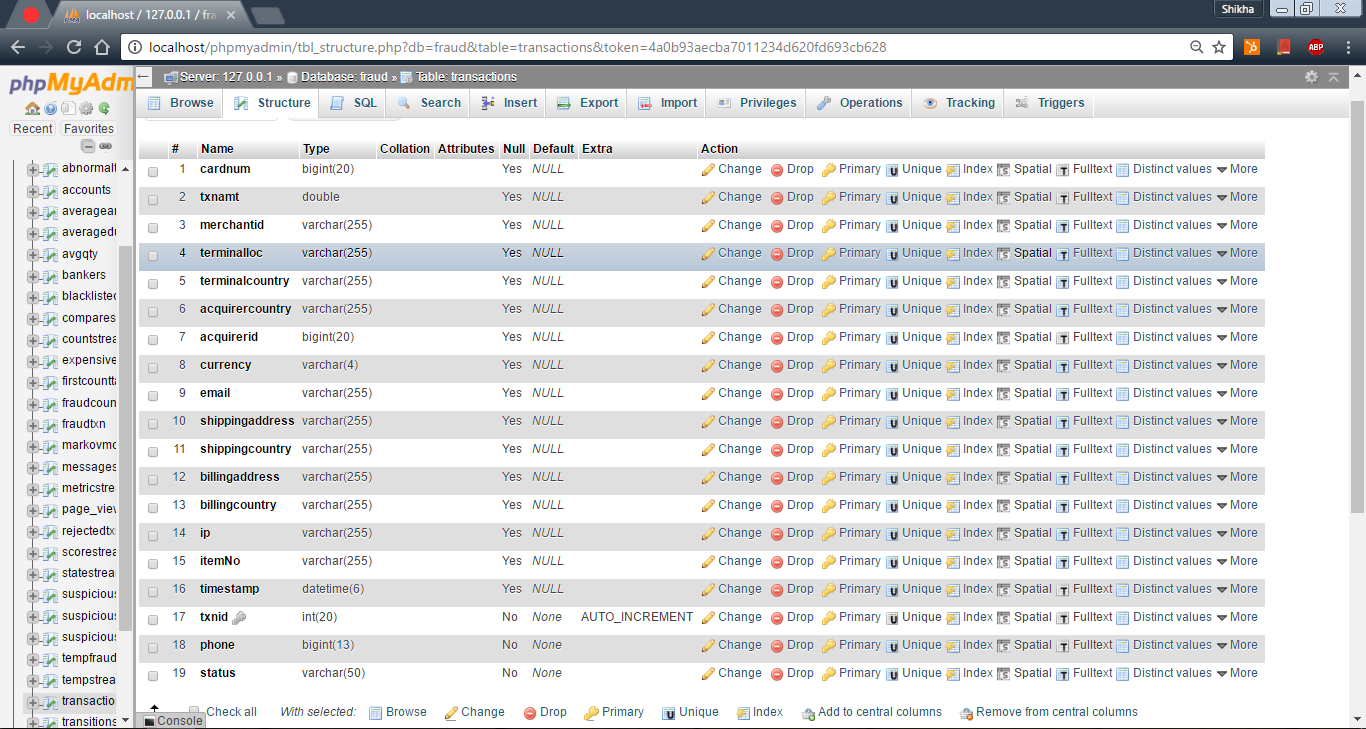 Shikha
localhost / 127.0.0.1 / fra
localhost/phpmyadmin/tbl_structure.php?db=fraud&table=transactions&token=4a0b93aecba7011234d620fd693cb628
ABP
phpMyAdm
Recent Favorites
abnormalt
accounts
averagear
averagedu
avgqty
bankers
blacklisted
compares
countstrea
expensive
firstcountt
fraudcoun
fraudtxn
markovmo
messages
metricstre
page_view
rejectedtx
scorestrea
statestrea
suspicious
suspicious
suspicious
tempfraud
tempstrea
transactio
transitions
Server: 127.0.0.1 » Database: fraud » Table: transactions
Browse Structure SQL Search Insert Export Import Privileges Operations Tracking Triggers
# Name Type Collation Attributes Null Default Extra Action
1 cardnum bigint(20) Yes NULL Change Drop Primary Unique Index Spatial Fulltext Distinct values More
2 txnamt double Yes NULL Change Drop Primary Unique Index Spatial Fulltext Distinct values More
3 merchantid varchar(255) Yes NULL Change Drop Primary Unique Index Spatial Fulltext Distinct values More
4 terminalloc varchar(255) Yes NULL Change Drop Primary Unique Index Spatial Fulltext Distinct values More
5 terminalcountry varchar(255) Yes NULL Change Drop Primary Unique Index Spatial Fulltext Distinct values More
6 acquirercountry varchar(255) Yes NULL Change Drop Primary Unique Index Spatial Fulltext Distinct values More
7 acquirerid bigint(20) Yes NULL Change Drop Primary Unique Index Spatial Fulltext Distinct values More
8 currency varchar(4) Yes NULL Change Drop Primary Unique Index Spatial Fulltext Distinct values More
9 email varchar(255) Yes NULL Change Drop Primary Unique Index Spatial Fulltext Distinct values More
10 shippingaddress varchar(255) Yes NULL Change Drop Primary Unique Index Spatial Fulltext Distinct values More
11 shippingcountry varchar(255) Yes NULL Change Drop Primary Unique Index Spatial Fulltext Distinct values More
12 billingaddress varchar(255) Yes NULL Change Drop Primary Unique Index Spatial Fulltext Distinct values More
13 billingcountry varchar(255) Yes NULL Change Drop Primary Unique Index Spatial Fulltext Distinct values More
14 ip varchar(255) Yes NULL Change Drop Primary Unique Index Spatial Fulltext Distinct values More
15 itemNo varchar(255) Yes NULL Change Drop Primary Unique Index Spatial Fulltext Distinct values More
16 timestamp datetime(6) Yes NULL Change Drop Primary Unique Index Spatial Fulltext Distinct values More
17 txnid int(20) No None AUTO_INCREMENT Change Drop Primary Unique Index Spatial Fulltext Distinct values More
18 phone bigint(13) No None Change Drop Primary Unique Index Spatial Fulltext Distinct values More
19 status varchar(50) No None Change Drop Primary Unique Index Spatial Fulltext Distinct values More
Check all With selected: Browse Change Drop Primary Unique Index Add to central columns Remove from central columns
Console